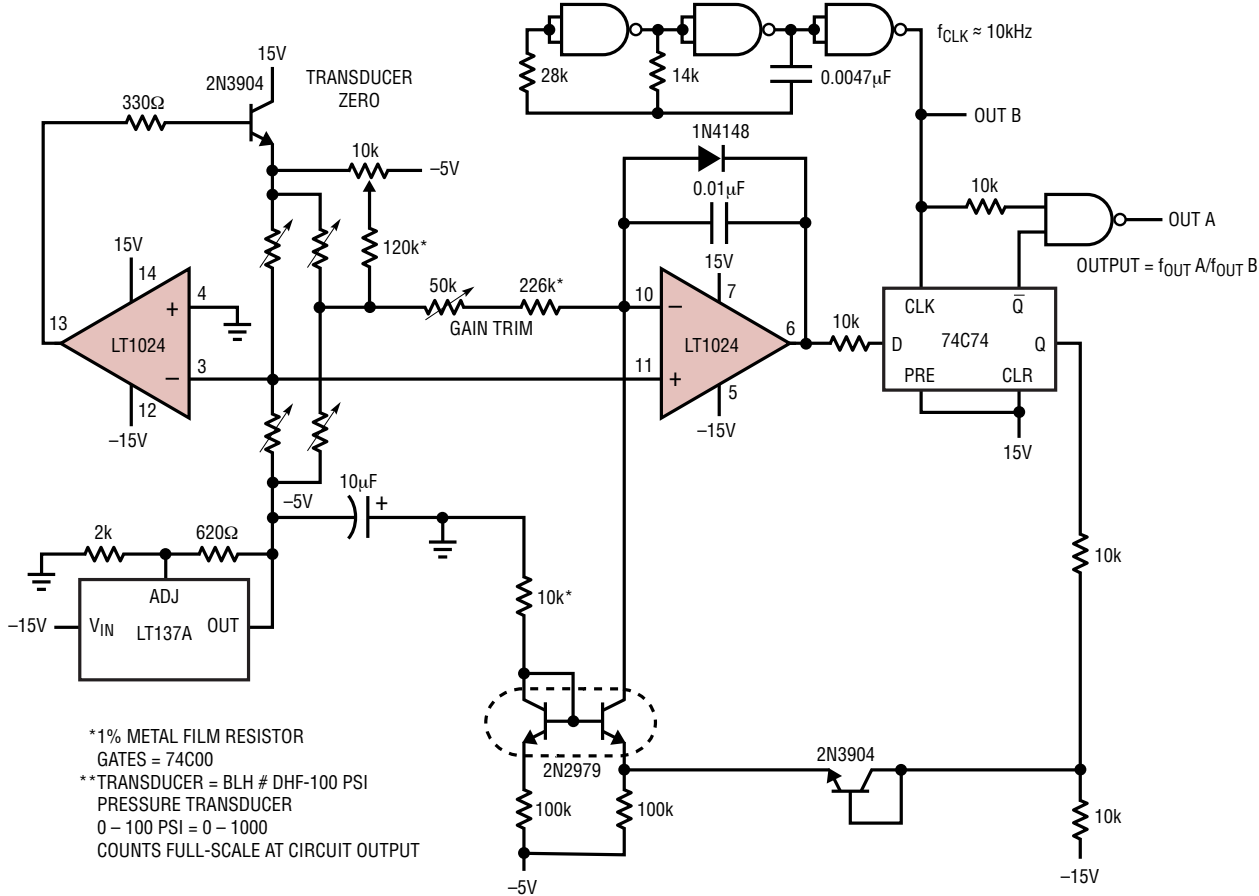 15V
2N3904
TRANSDUCER
ZERO
330Ω
10k
–5V
120k*
28k
14k
0.0047µF
fCLK ≈ 10kHz
OUT B
1N4148
0.01µF
10k
OUT A
OUTPUT = fOUT A/fOUT B
15V
14
4
+
13
LT1024
–
3
12
–15V
50k
226k*
GAIN TRIM
15V
10
–
7
6
LT1024
11
+
5
–15V
10k
CLK
Q
D
74C74
Q
PRE
CLR
15V
–5V
10µF
+
2k
620Ω
ADJ
–15V
VIN
LT137A
OUT
10k*
10k
2N2979
2N3904
100k
100k
10k
–5V
–15V
*1% METAL FILM RESISTOR
GATES = 74C00
**TRANSDUCER = BLH # DHF-100 PSI
PRESSURE TRANSDUCER
0 – 100 PSI = 0 – 1000
COUNTS FULL-SCALE AT CIRCUIT OUTPUT